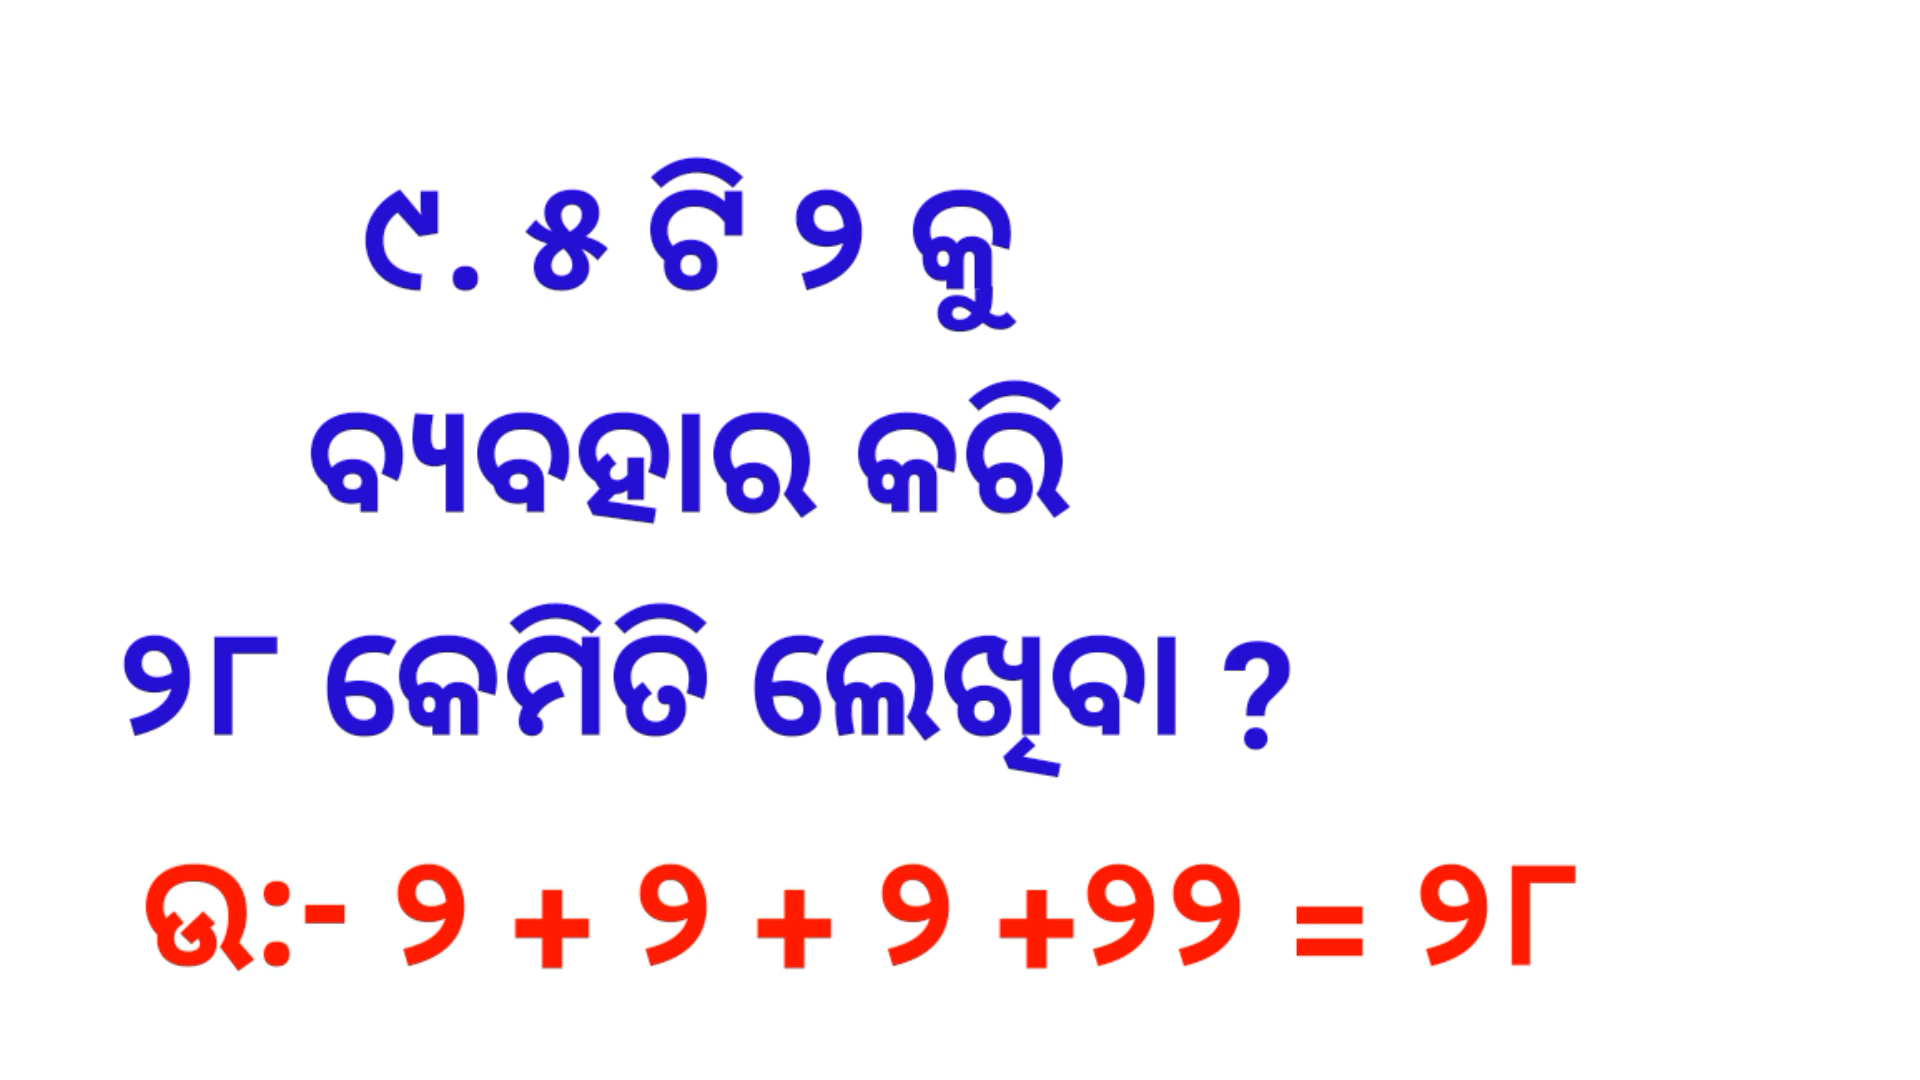 ୯. ୫ ଟି ୨ କୁ
ବ୍ୟବହାର କରି
୨୮ କେମିତି ଲେଖିବା ?
ଉ:- ୨ + ୨ + ୨ +୨୨ = ୨୮